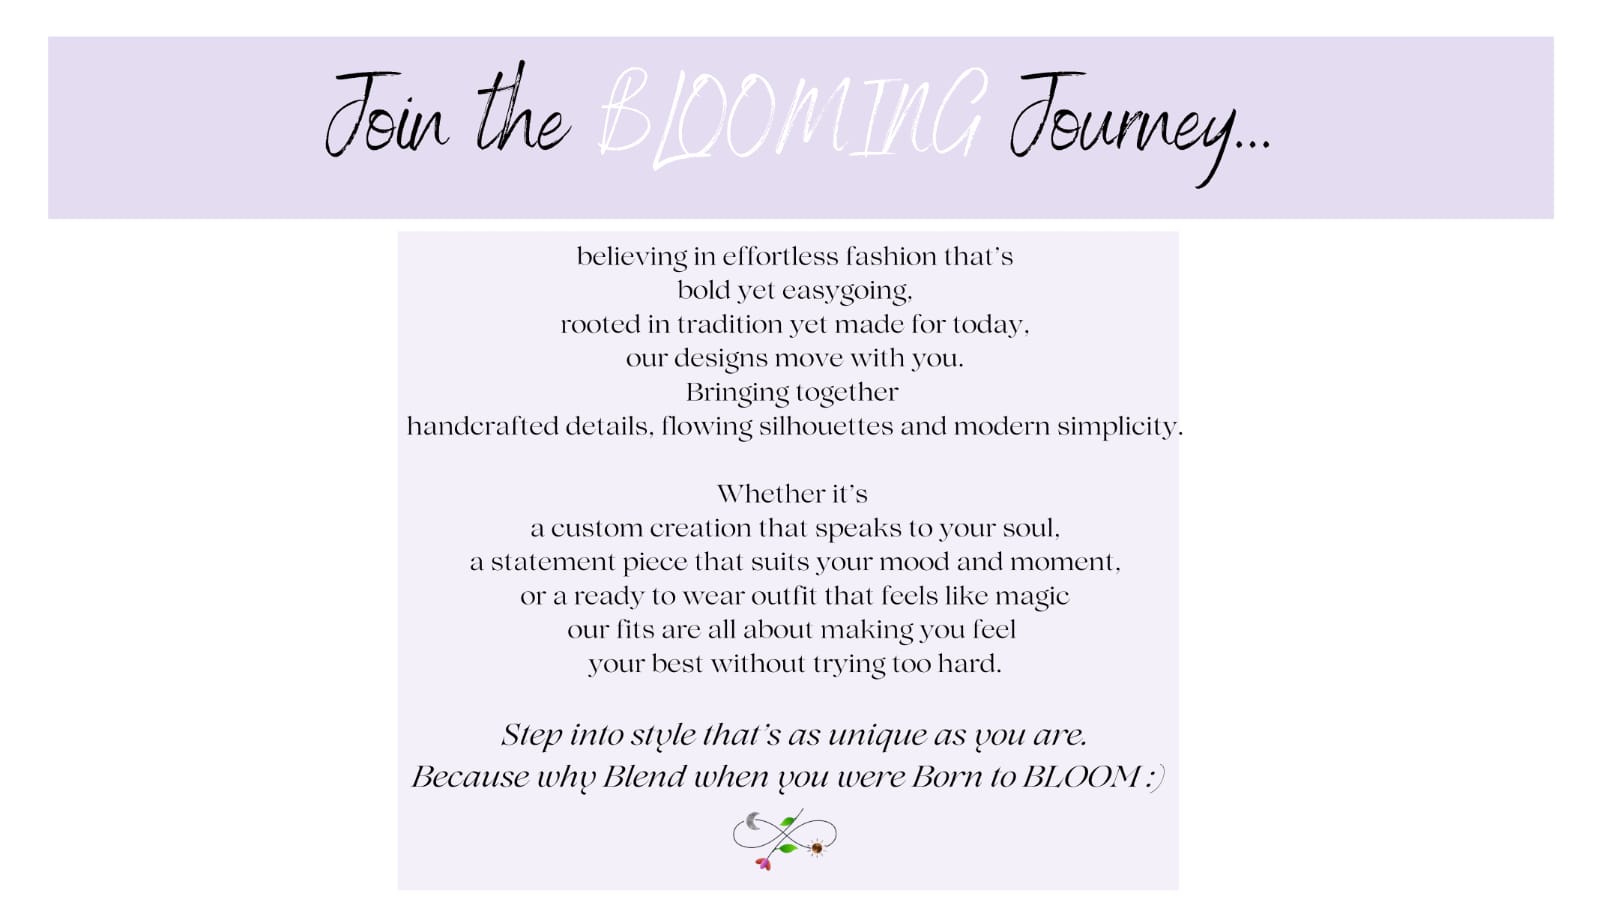 Join the BLOOMING Journey...
believing in effortless fashion that's
bold yet easygoing,
rooted in tradition yet made for today,
our designs move with you.
Bringing together
handcrafted details, flowing silhouettes and modern simplicity.
Whether it's
a custom creation that speaks to your soul,
a statement piece that suits your mood and moment,
or a ready to wear outfit that feels like magic
our fits are all about making you feel
your best without trying too hard.
Step into style that's as unique as you are.
Because why Blend when you were Born to BLOOM :)